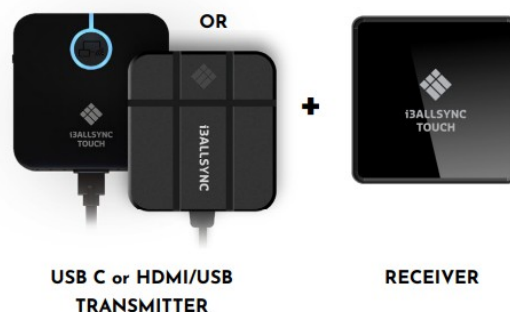 OR
i3ALLSYNC
TOUCH
i3ALLSYNC
+
i3ALLSYNC
TOUCH
USB C or HDMI/USB
TRANSMITTER
RECEIVER